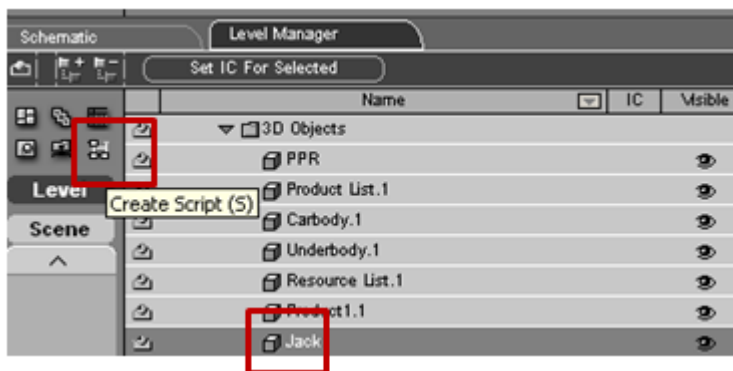 Schematic
Level Manager
Set IC For Selected
Name IC Visible
3D Objects
PPR
Level
Create Script (S)
Product List.1
Scene
Carbody.1
Underbody.1
Resource List.1
Product1.1
Jack